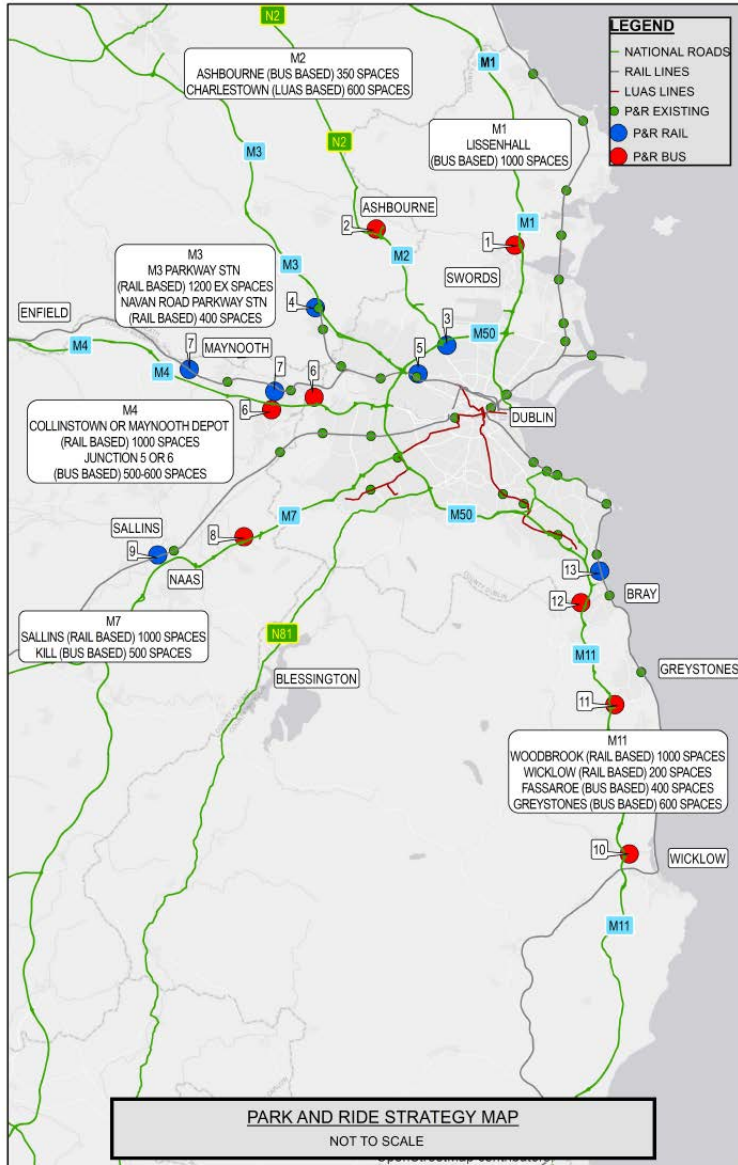 N2
M2
ASHBOURNE (BUS BASED) 350 SPACES
CHARLESTOWN (LUAS BASED) 600 SPACES
M1
LEGEND
NATIONAL ROADS
RAIL LINES
LUAS LINES
P&R EXISTING
P&R RAIL
P&R BUS
M1
LISSENHALL
(BUS BASED) 1000 SPACES
N2
M3
ASHBOURNE
2
M1
1
M2
M3
SWORDS
M3
M3 PARKWAY STN
(RAIL BASED) 1200 EX SPACES
NAVAN ROAD PARKWAY STN
(RAIL BASED) 400 SPACES
4
3
M50
ENFIELD
M4
7
MAYNOOTH
M4
7
6
5
6
DUBLIN
M4
COLLINSTOWN OR MAYNOOTH DEPOT
(RAIL BASED) 1000 SPACES
JUNCTION 5 OR 6
(BUS BASED) 500-600 SPACES
M7
M50
SALLINS
8
9
NAAS
13
BRAY
12
M7
SALLINS (RAIL BASED) 1000 SPACES
KILL (BUS BASED) 500 SPACES
N81
M11
BLESSINGTON
GREYSTONES
11
M11
WOODBROOK (RAIL BASED) 1000 SPACES
WICKLOW (RAIL BASED) 200 SPACES
FASSAROE (BUS BASED) 400 SPACES
GREYSTONES (BUS BASED) 600 SPACES
10
WICKLOW
M11
PARK AND RIDE STRATEGY MAP
NOT TO SCALE